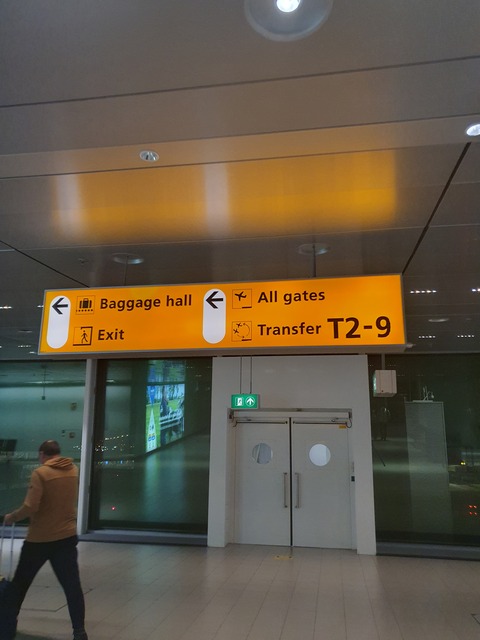 Baggage hall
Exit
All gates
Transfer T2-9